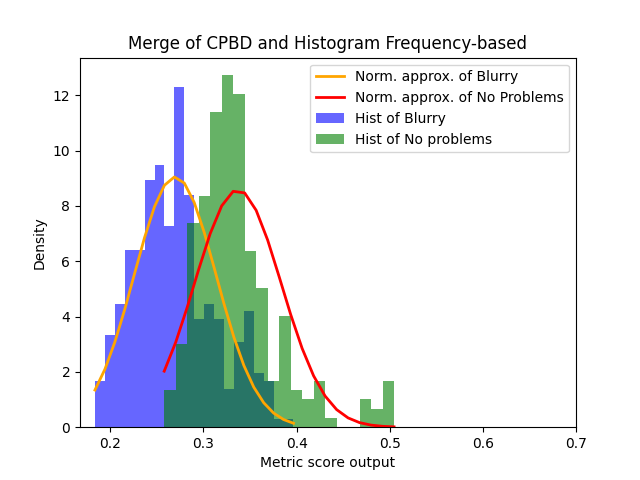 Merge of CPBD and Histogram Frequency-based
Norm. approx. of Blurry
Norm. approx. of No Problems
Hist of Blurry
Hist of No problems
Density
12
10
8
6
4
2
0
0.2 0.3 0.4 0.5 0.6 0.7
Metric score output